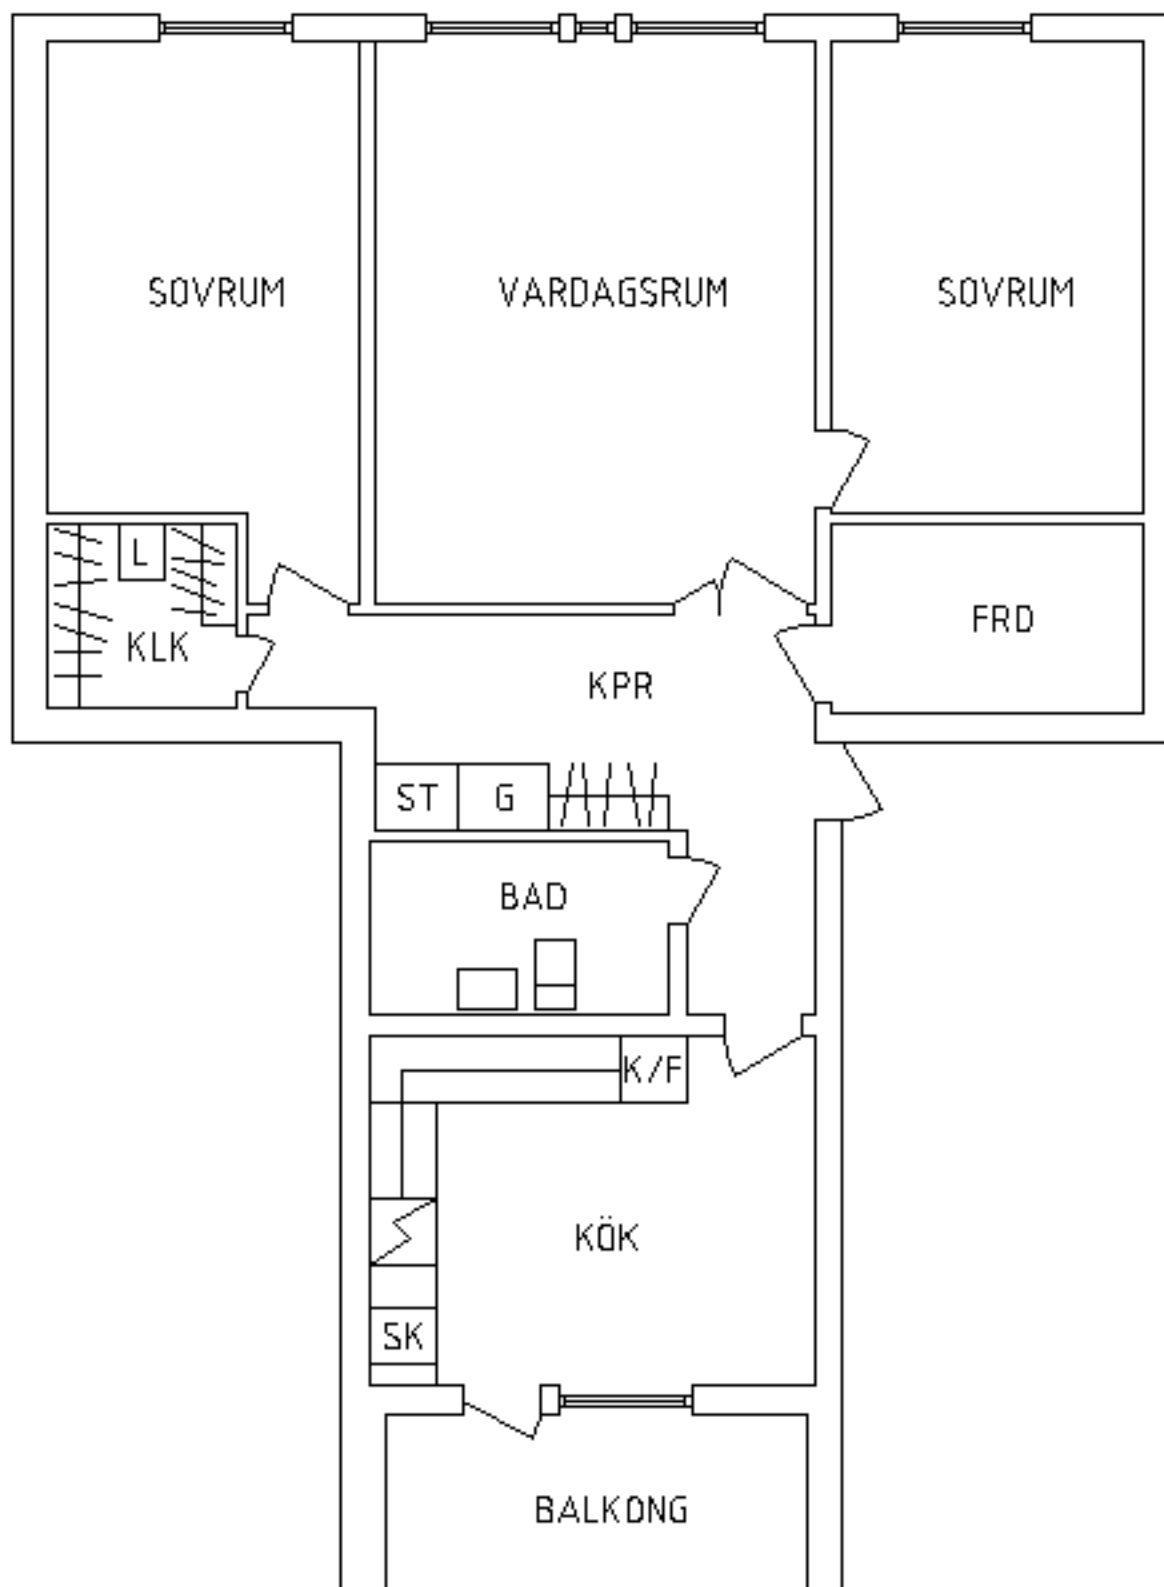 SOVRUM
VARDAGSRUM
SOVRUM
L
KLK
FRD
KPR
ST
G
BAD
K/F
KÖK
SK
BALKONG